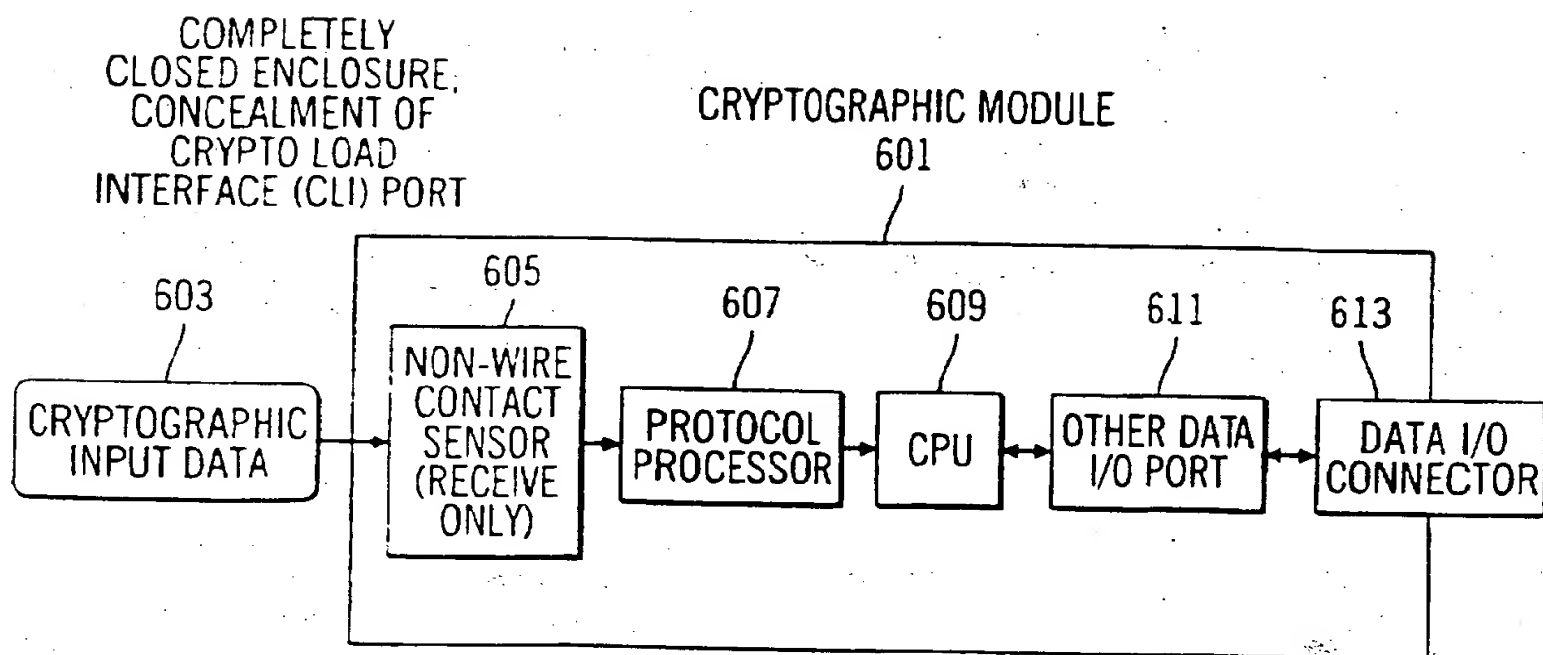 COMPLETELY
CLOSED ENCLOSURE,
CONCEALMENT OF
CRYPTO LOAD
INTERFACE (CLI) PORT
CRYPTOGRAPHIC MODULE
601
603
605
607
609
611
613
CRYPTOGRAPHIC
INPUT DATA
NON-WIRE
CONTACT
SENSOR
(RECEIVE
ONLY)
PROTOCOL
PROCESSOR
CPU
OTHER DATA
I/O PORT
DATA I/O
CONNECTOR